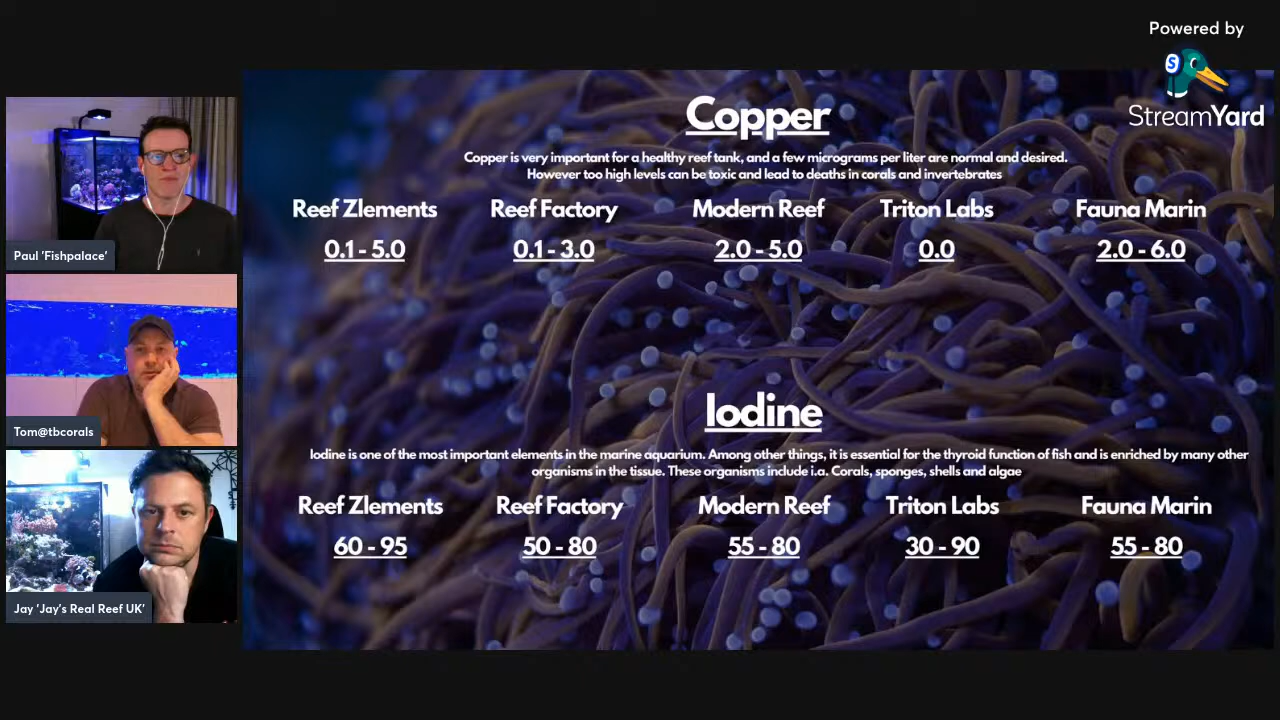 Powered by
StreamYard
Paul 'Fishpalace'
Tom@tbcorals
Jay 'Jay's Real Reef UK'
Copper
Copper is very important for a healthy reef tank, and a few micrograms per liter are normal and desired.
However too high levels can be toxic and lead to deaths in corals and invertebrates
Reef Zlements Reef Factory Modern Reef Triton Labs Fauna Marin
0.1 - 5.0 0.1 - 3.0 2.0 - 5.0 0.0 2.0 - 6.0
Iodine
Iodine is one of the most important elements in the marine aquarium. Among other things, it is essential for the thyroid function of fish and is enriched by many other
organisms in the tissue. These organisms include i.a. Corals, sponges, shells and algae
Reef Zlements Reef Factory Modern Reef Triton Labs Fauna Marin
60 - 95 50 - 80 55 - 80 30 - 90 55 - 80